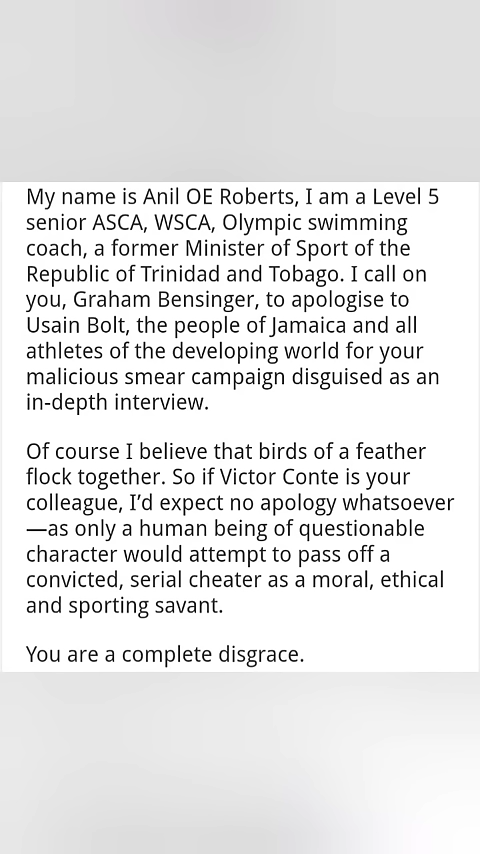 My name is Anil OE Roberts, I am a Level 5
senior ASCA, WSCA, Olympic swimming
coach, a former Minister of Sport of the
Republic of Trinidad and Tobago. I call on
you, Graham Bensinger, to apologise to
Usain Bolt, the people of Jamaica and all
athletes of the developing world for your
malicious smear campaign disguised as an
in-depth interview.
Of course I believe that birds of a feather
flock together. So if Victor Conte is your
colleague, I’d expect no apology whatsoever
—as only a human being of questionable
character would attempt to pass off a
convicted, serial cheater as a moral, ethical
and sporting savant.
You are a complete disgrace.